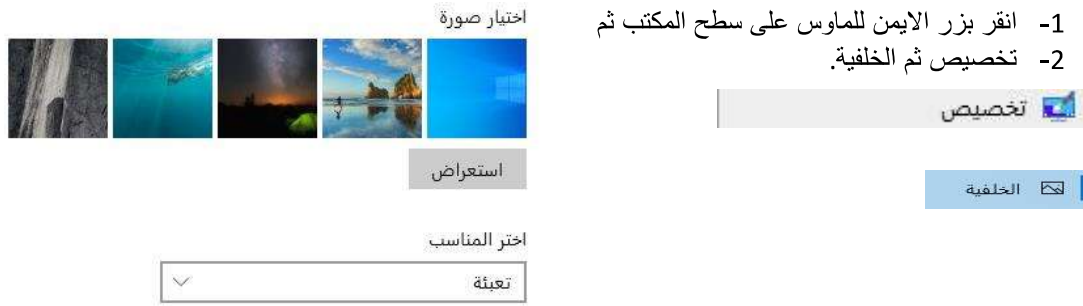 1- انقر بزر الايمن للماوس على سطح المكتب ثم
2- تخصيص ثم الخلفية.
تخصيص
الخلفية
اختيار صورة
استعراض
اختر المناسب
تعبئة